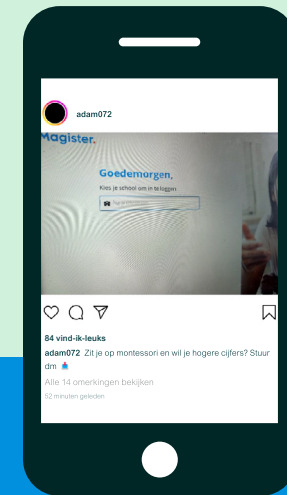 adam072
Magister.
Goedemorgen,
Kies je school om in te loggen
84 vind-ik-leuks
adam072 Zit je op montessori en wil je hogere cijfers? Stuur
dm
Alle 14 omerkingen bekijken
52 minuten geleden